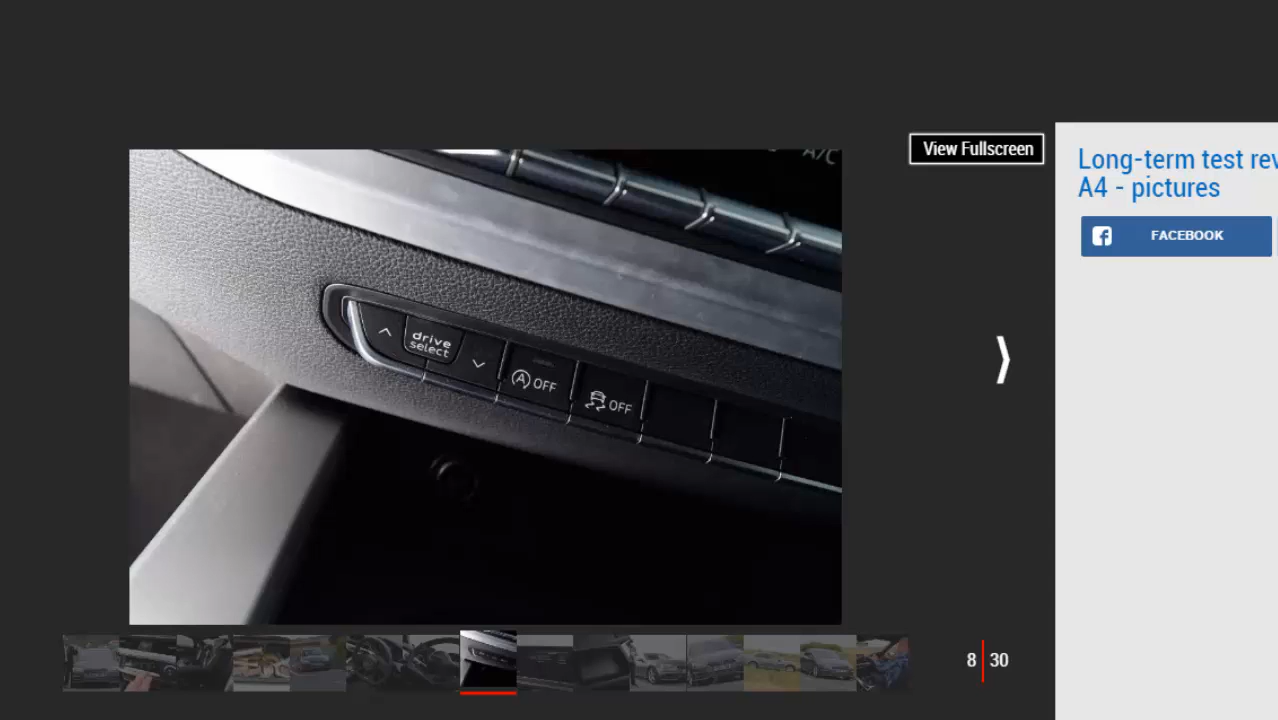 View Fullscreen
A/C
Long-term test rev
A4 - pictures
FACEBOOK
drive
select
A OFF
OFF
8 30